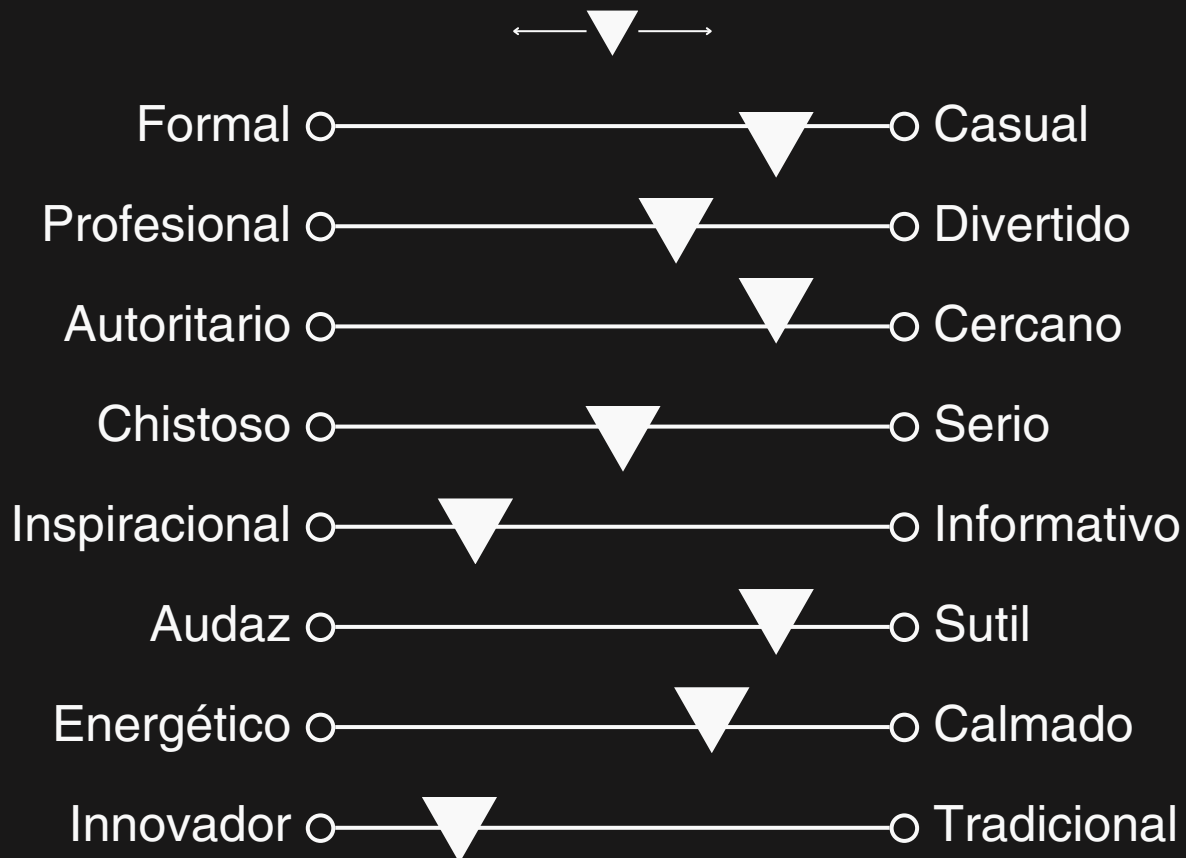 Formal Casual
Profesional Divertido
Autoritario Cercano
Chistoso Serio
Inspiracional Informativo
Audaz Sutil
Energético Calmado
Innovador Tradicional